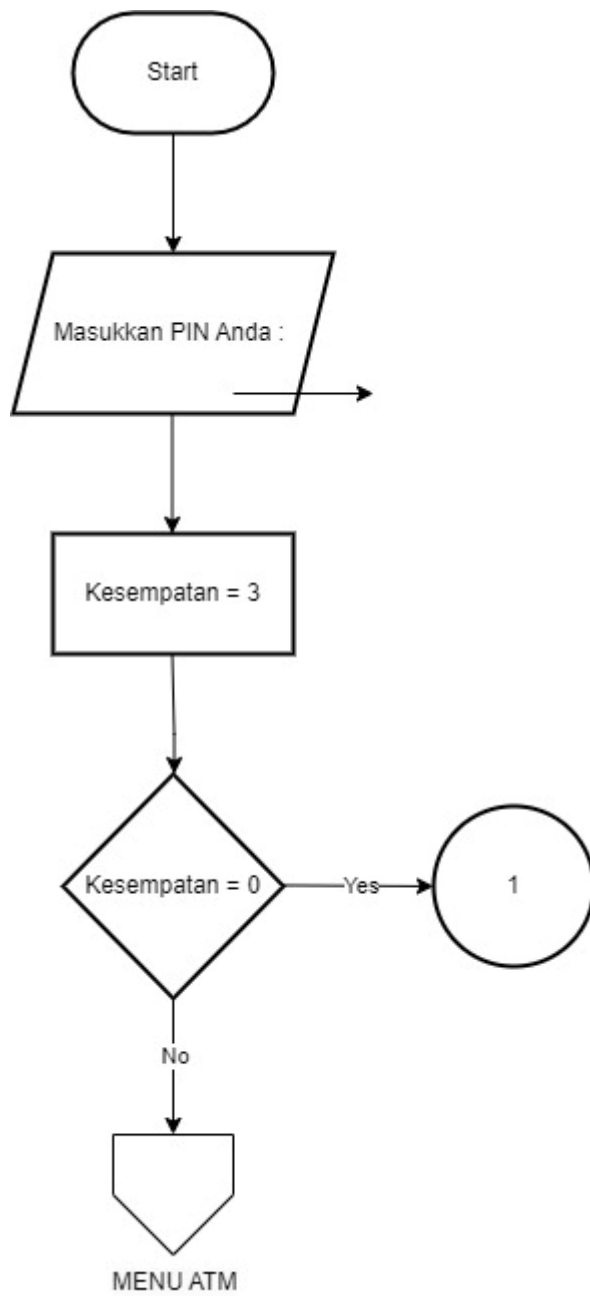 Start
Masukkan PIN Anda :
Kesempatan = 3
Kesempatan = 0
Yes
1
No
MENU ATM